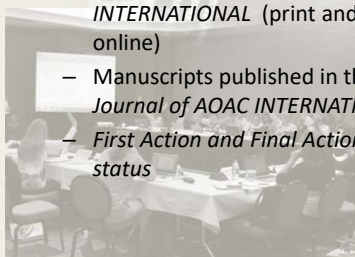 INTERNATIONAL (print and
online)
– Manuscripts published in th
Journal of AOAC INTERNATI
– First Action and Final Action
status